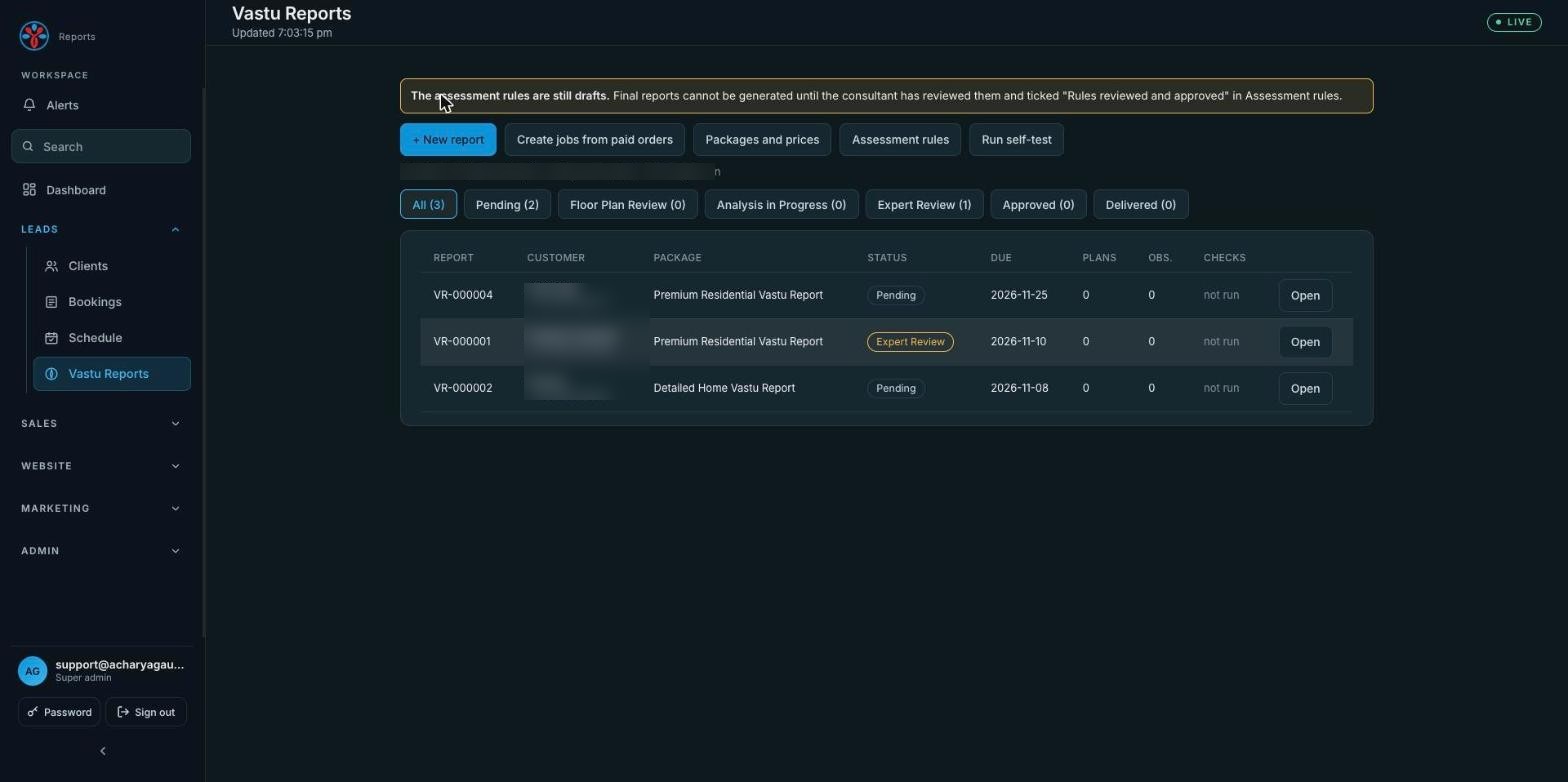 Vastu Reports
Updated 7:03:15 pm
LIVE
Reports
WORKSPACE
Alerts
Search
Dashboard
LEADS
Clients
Bookings
Schedule
Vastu Reports
SALES
WEBSITE
MARKETING
ADMIN
AG
support@acharyagau...
Super admin
Password
Sign out
The assessment rules are still drafts. Final reports cannot be generated until the consultant has reviewed them and ticked "Rules reviewed and approved" in Assessment rules.
+ New report
Create jobs from paid orders
Packages and prices
Assessment rules
Run self-test
All (3)
Pending (2)
Floor Plan Review (0)
Analysis in Progress (0)
Expert Review (1)
Approved (0)
Delivered (0)
REPORT CUSTOMER PACKAGE STATUS DUE PLANS OBS. CHECKS
VR-000004 Premium Residential Vastu Report Pending 2026-11-25 0 0 not run Open
VR-000001 Premium Residential Vastu Report Expert Review 2026-11-10 0 0 not run Open
VR-000002 Detailed Home Vastu Report Pending 2026-11-08 0 0 not run Open